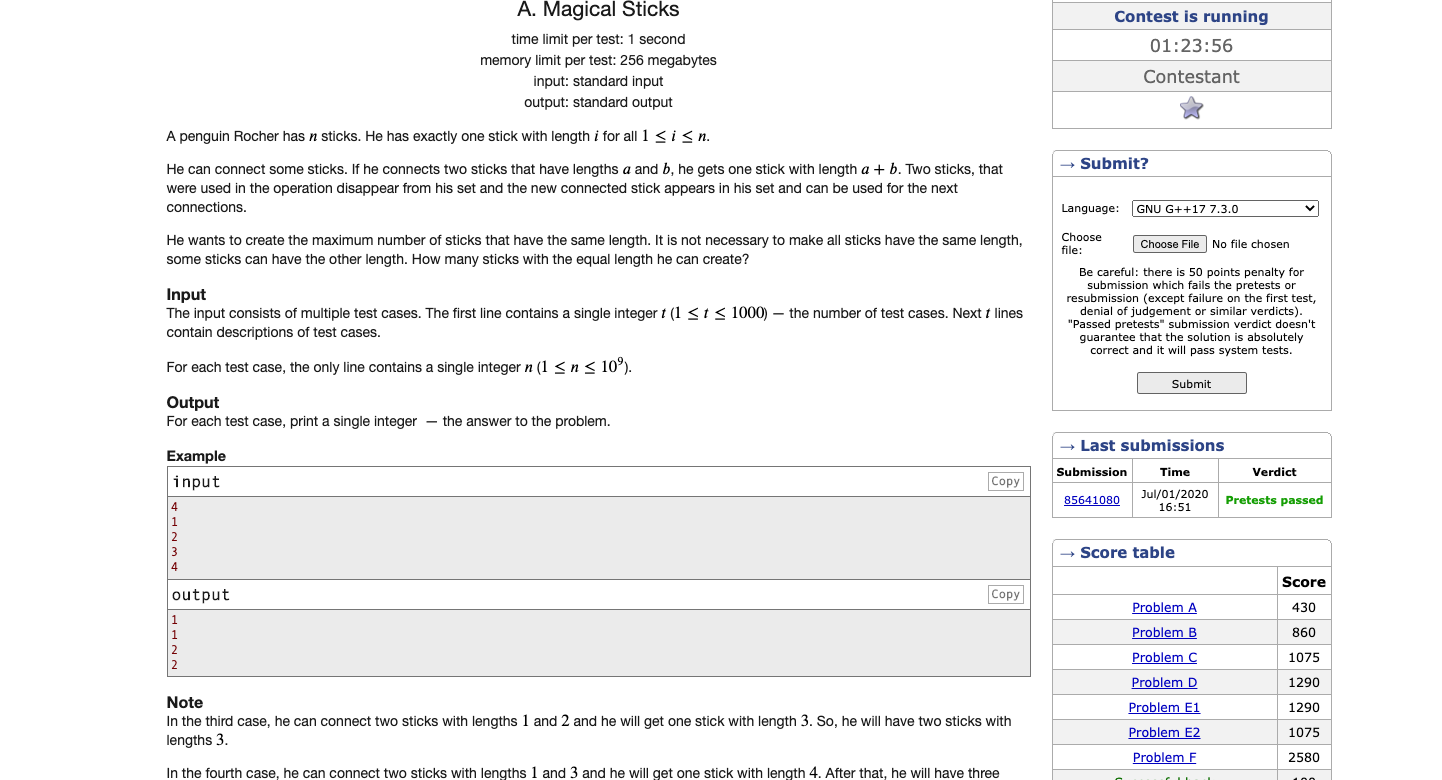 A. Magical Sticks
time limit per test: 1 second
memory limit per test: 256 megabytes
input: standard input
output: standard output
A penguin Rocher has n sticks. He has exactly one stick with length i for all 1 ≤ i ≤ n.
He can connect some sticks. If he connects two sticks that have lengths a and b, he gets one stick with length a + b. Two sticks, that
were used in the operation disappear from his set and the new connected stick appears in his set and can be used for the next
connections.
He wants to create the maximum number of sticks that have the same length. It is not necessary to make all sticks have the same length,
some sticks can have the other length. How many sticks with the equal length he can create?
Input
The input consists of multiple test cases. The first line contains a single integer t (1 ≤ t ≤ 1000) — the number of test cases. Next t lines
contain descriptions of test cases.
For each test case, the only line contains a single integer n (1 ≤ n ≤ 10⁹).
Output
For each test case, print a single integer — the answer to the problem.
Example
input Copy
4
1
2
3
4
output Copy
1
1
2
2
Note
In the third case, he can connect two sticks with lengths 1 and 2 and he will get one stick with length 3. So, he will have two sticks with
lengths 3.
In the fourth case, he can connect two sticks with lengths 1 and 3 and he will get one stick with length 4. After that, he will have three
Contest is running
01:23:56
Contestant
→ Submit?
Language: GNU G++17 7.3.0
Choose
file: Choose File No file chosen
Be careful: there is 50 points penalty for
submission which fails the pretests or
resubmission (except failure on the first test,
denial of judgement or similar verdicts).
"Passed pretests" submission verdict doesn't
guarantee that the solution is absolutely
correct and it will pass system tests.
Submit
→ Last submissions
Submission Time Verdict
85641080 Jul/01/2020 16:51 Pretests passed
→ Score table
Score
Problem A 430
Problem B 860
Problem C 1075
Problem D 1290
Problem E1 1290
Problem E2 1075
Problem F 2580